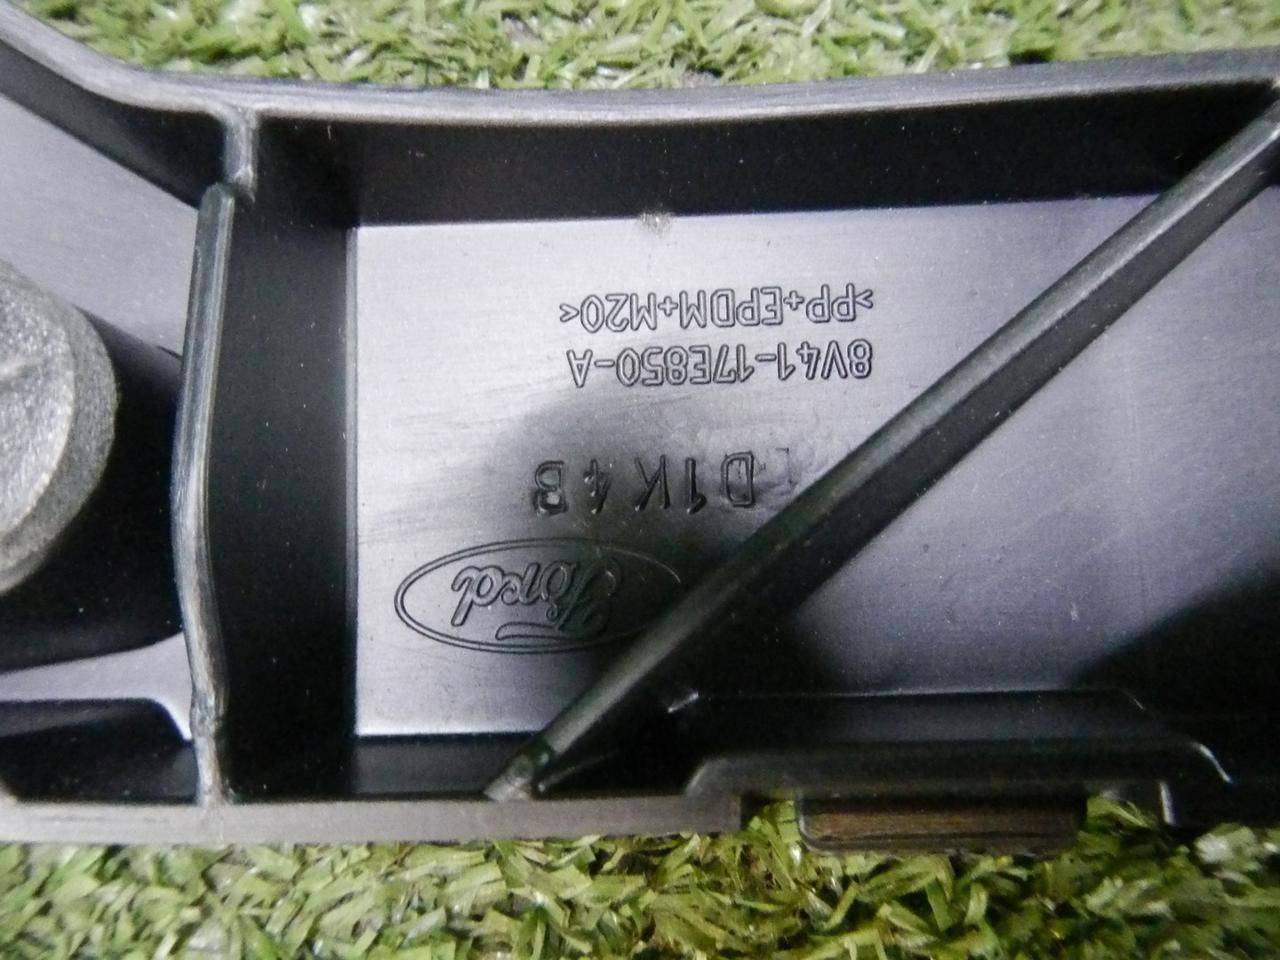 Ford
D1K4B
8V41-17E850-A
>PP+EPDM+M20<